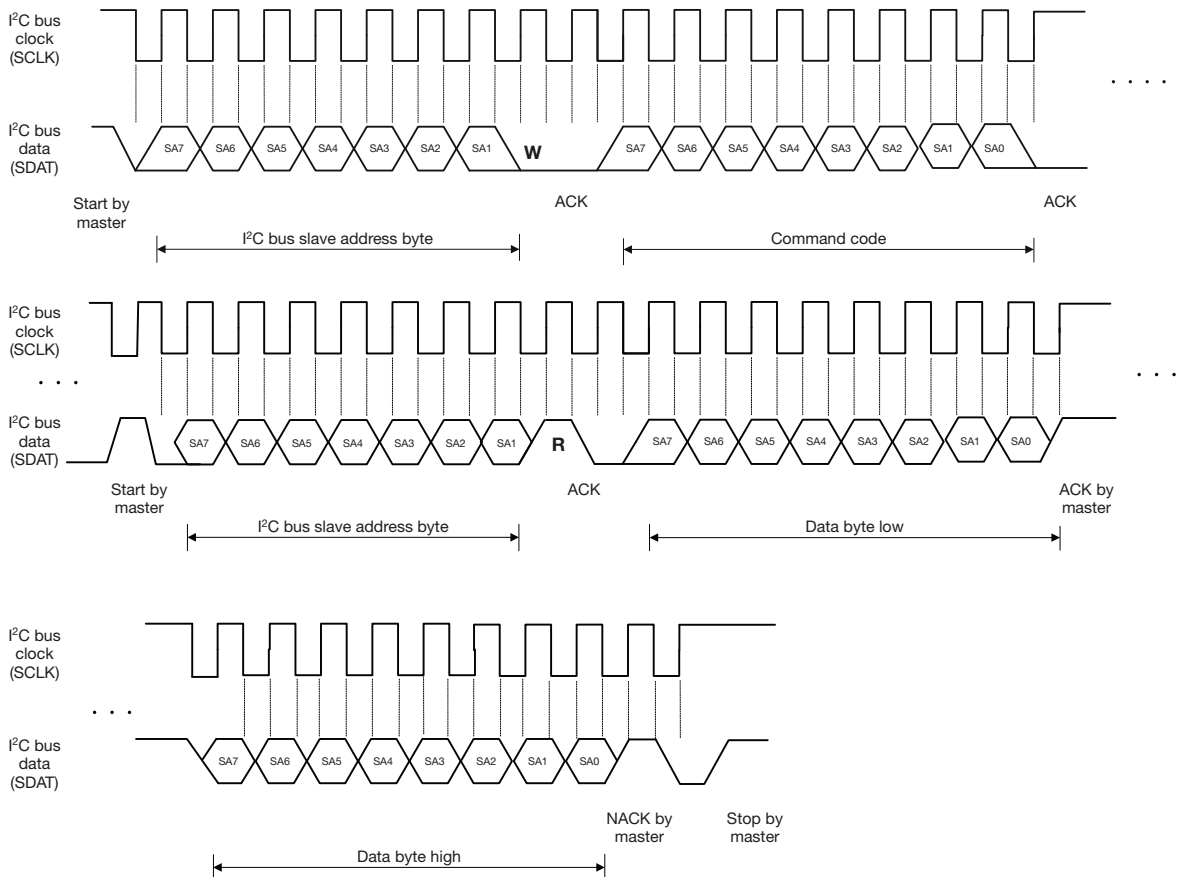 I²C bus
clock
(SCLK)
. . . .
I²C bus
data
(SDAT)
SA7 SA6 SA5 SA4 SA3 SA2 SA1 W SA7 SA6 SA5 SA4 SA3 SA2 SA1 SA0
Start by
master
ACK
ACK
I²C bus slave address byte
Command code
I²C bus
clock
(SCLK)
. . .
. . . .
I²C bus
data
(SDAT)
SA7 SA6 SA5 SA4 SA3 SA2 SA1 R SA7 SA6 SA5 SA4 SA3 SA2 SA1 SA0
Start by
master
ACK
ACK by
master
I²C bus slave address byte
Data byte low
I²C bus
clock
(SCLK)
. . .
I²C bus
data
(SDAT)
SA7 SA6 SA5 SA4 SA3 SA2 SA1 SA0
NACK by
master
Stop by
master
Data byte high